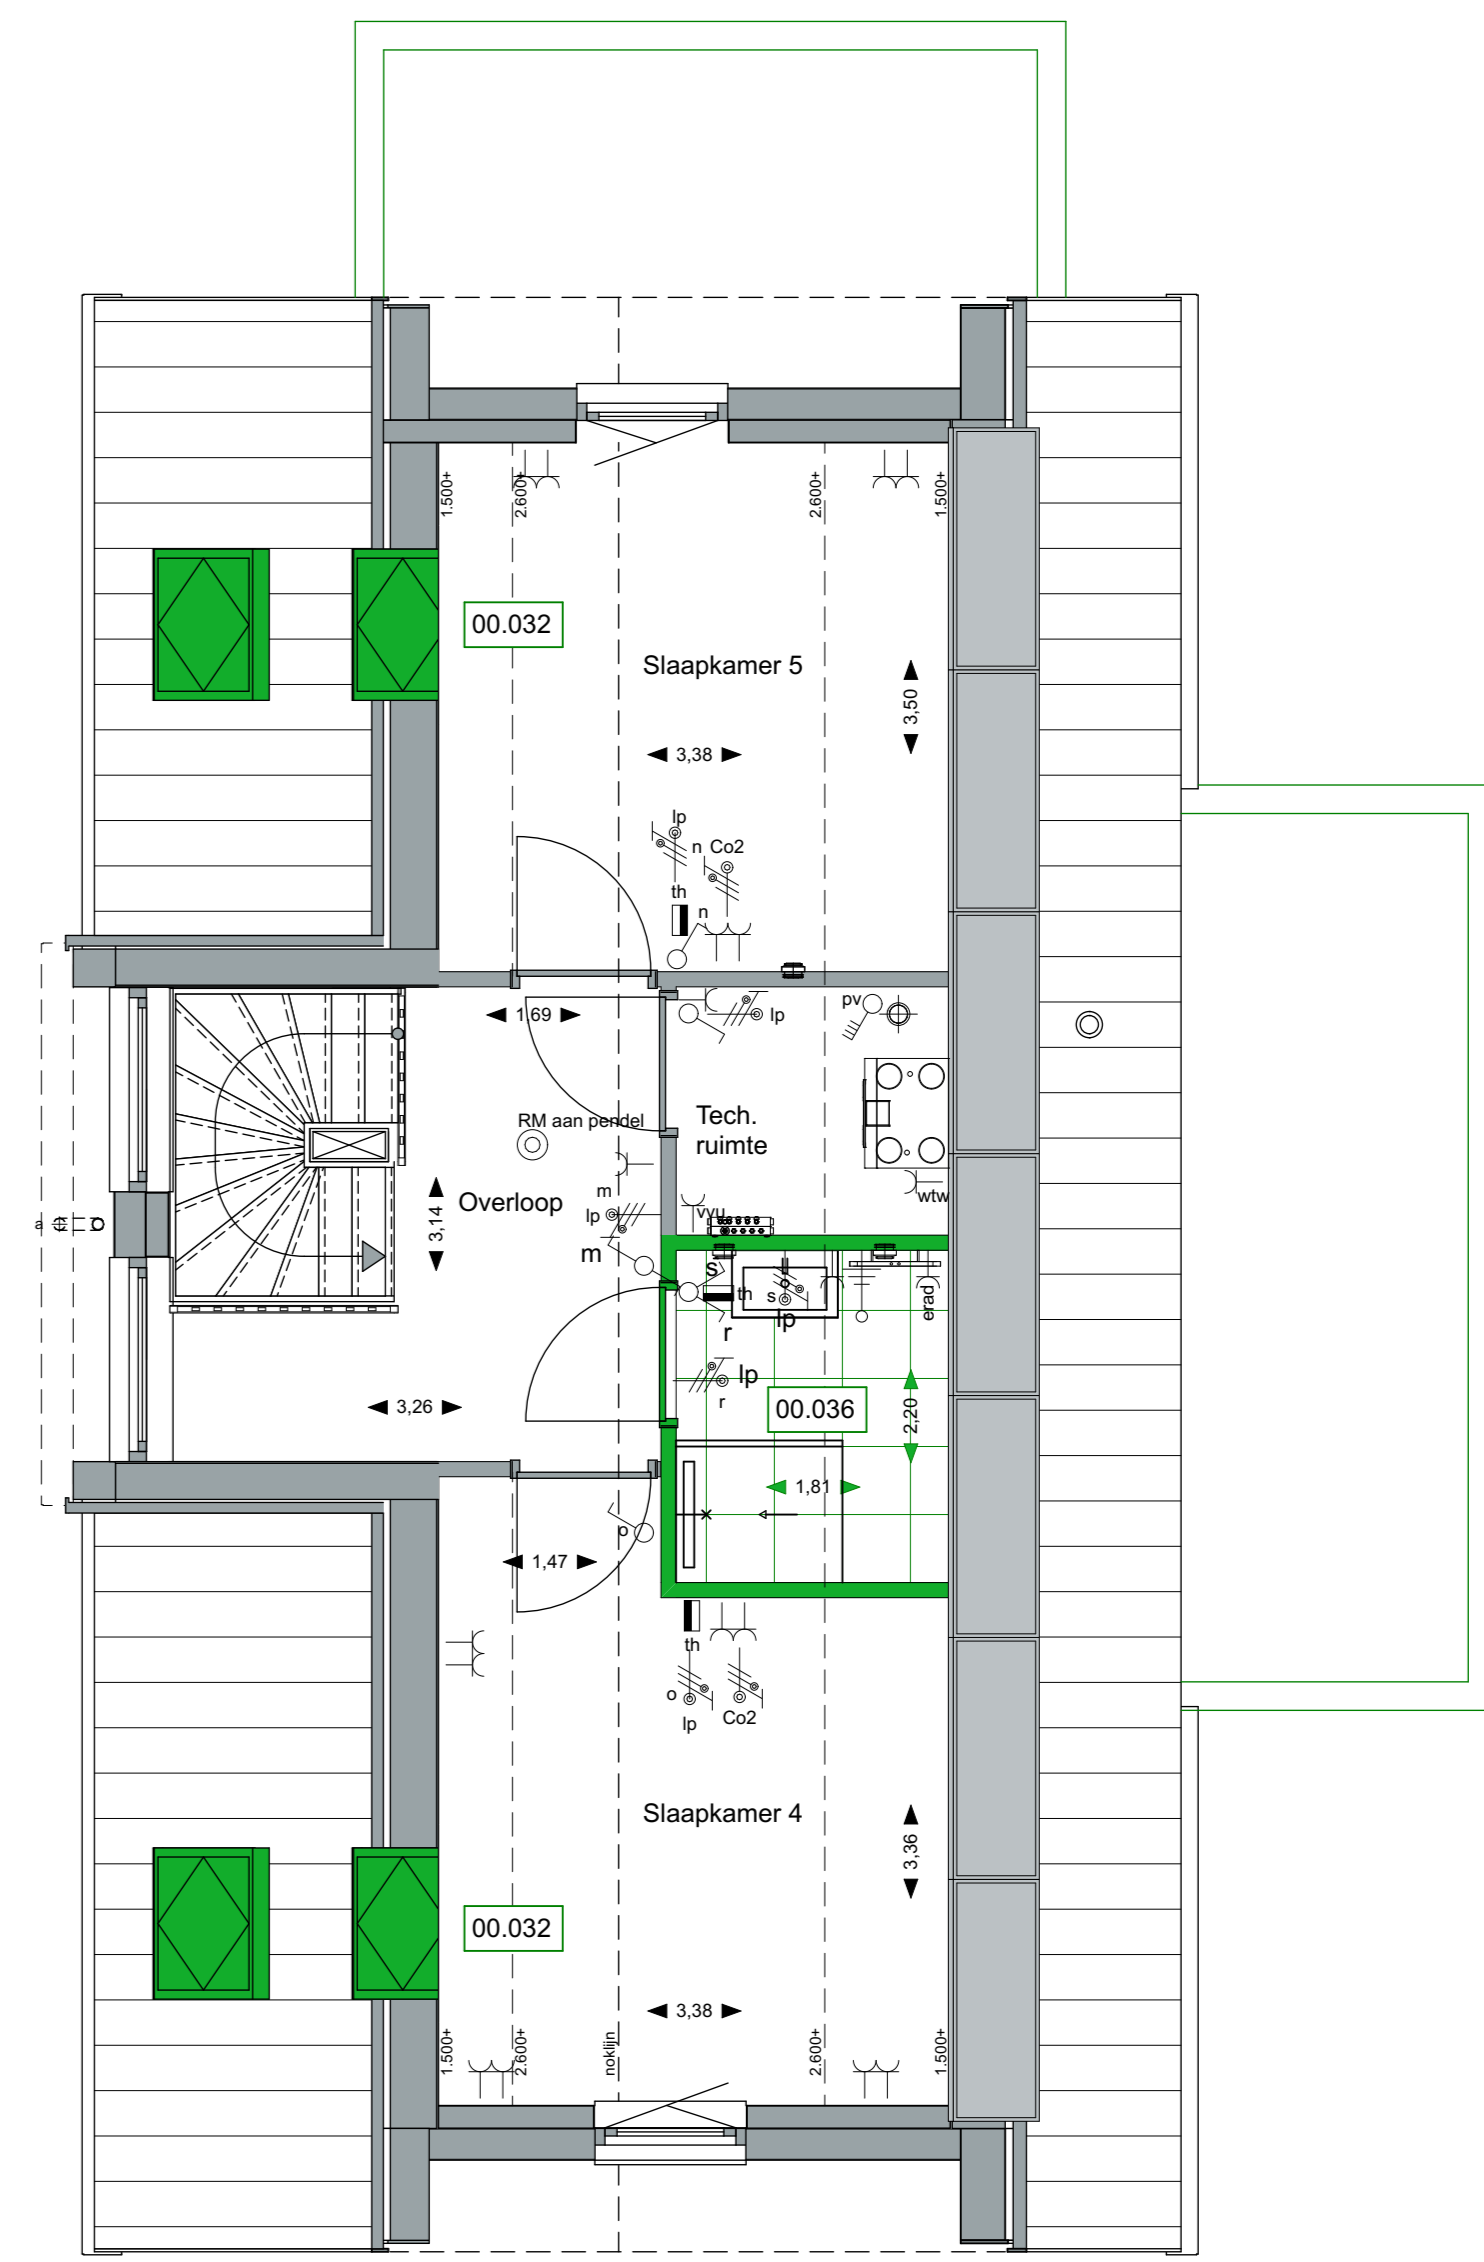 1.500+
2.600+
2.600+
1.500+
00.032
Slaapkamer 5
3,50
3,38
lp
n
Co2
th
n
1,69
lp
pv
RM aan pendel
Tech.
ruimte
Overloop
3,14
m
lp
m
a
wtw
vvu
s
th
s
lp
erad
r
lp
r
00.036
2,20
3,26
1,81
o
1,47
th
o
lp
Co2
Slaapkamer 4
3,36
00.032
3,38
1.500+
2.600+
noklijn
2.600+
1.500+